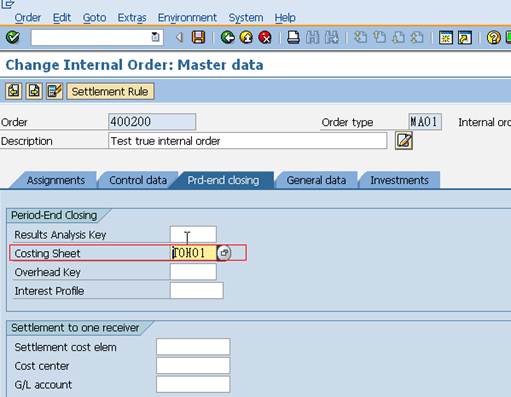 Order Edit Goto Extras Environment System Help
Change Internal Order: Master data
Settlement Rule
Order 400200 Order type MA01 Internal orc
Description Test true internal order
Assignments Control data Prd-end closing General data Investments
Period-End Closing
Results Analysis Key
Costing Sheet TOH01
Overhead Key
Interest Profile
Settlement to one receiver
Settlement cost elem
Cost center
G/L account